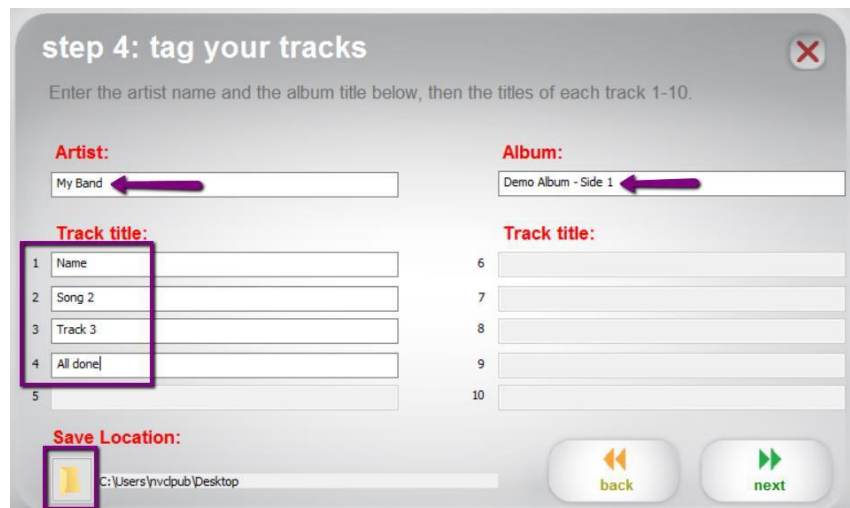 step 4: tag your tracks
Enter the artist name and the album title below, then the titles of each track 1-10.
Artist:
Album:
My Band
Demo Album - Side 1
Track title:
Track title:
1 Name
6
2 Song 2
7
3 Track 3
8
4 All done
9
5
10
Save Location:
C:\Users\nvclpub\Desktop
back
next